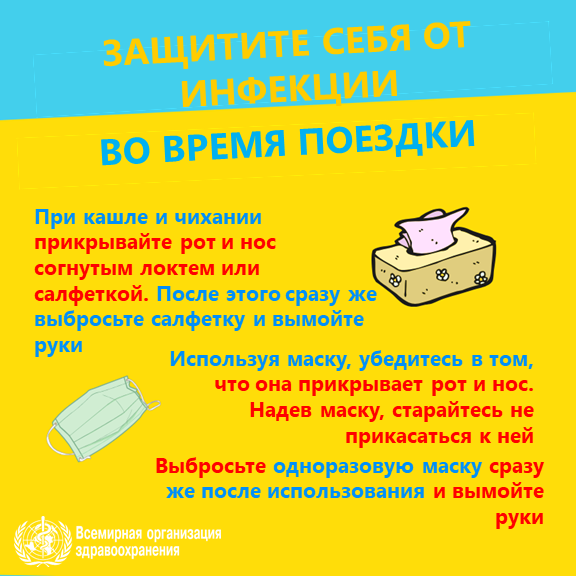 ЗАЩИТИТЕ СЕБЯ ОТ
ИНФЕКЦИИ
ВО ВРЕМЯ ПОЕЗДКИ
При кашле и чихании
прикрывайте рот и нос
согнутым локтем или
салфеткой. После этого сразу же
выбросьте салфетку и вымойте
руки
Используя маску, убедитесь в том,
что она прикрывает рот и нос.
Надев маску, старайтесь не
прикасаться к ней
Выбросьте одноразовую маску сразу
же после использования и вымойте
руки
Всемирная организация
здравоохранения